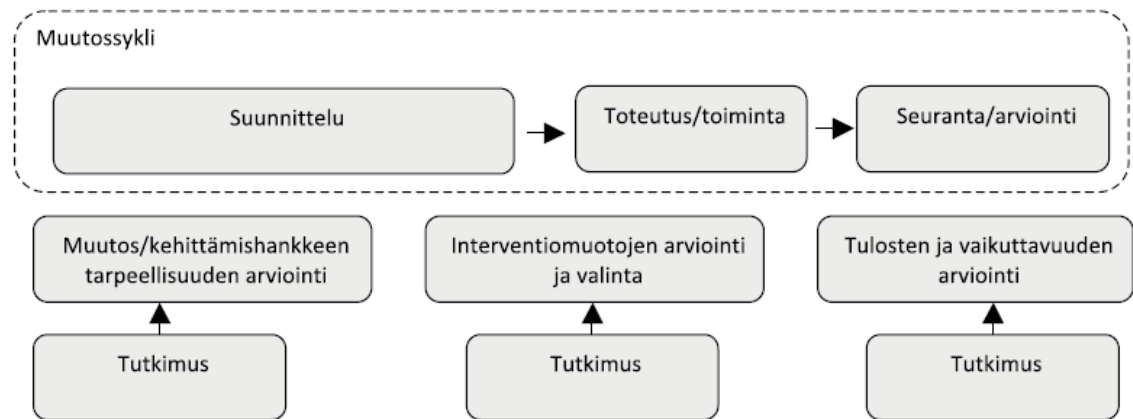 Muutossykli
Suunnittelu
Toteutus/toiminta
Seuranta/arviointi
Muutos/kehittämishankkeen
tarpeellisuuden arviointi
Interventiomuotojen arviointi
ja valinta
Tulosten ja vaikuttavuuden
arviointi
Tutkimus
Tutkimus
Tutkimus